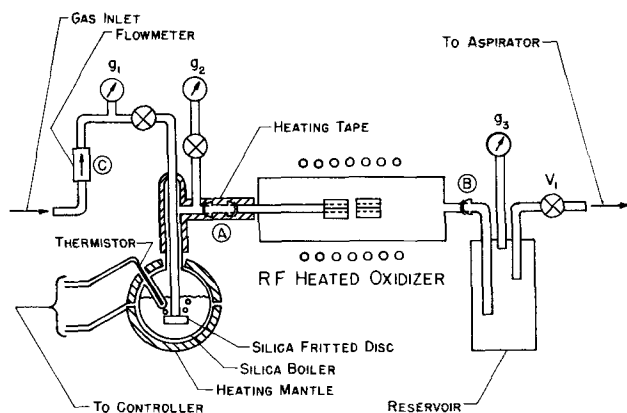 GAS INLET
FLOWMETER
TO ASPIRATOR
g1
g2
g3
HEATING TAPE
C
B
V1
A
THERMISTOR
RF HEATED OXIDIZER
SILICA FRITTED DISC
SILICA BOILER
HEATING MANTLE
TO CONTROLLER
RESERVOIR